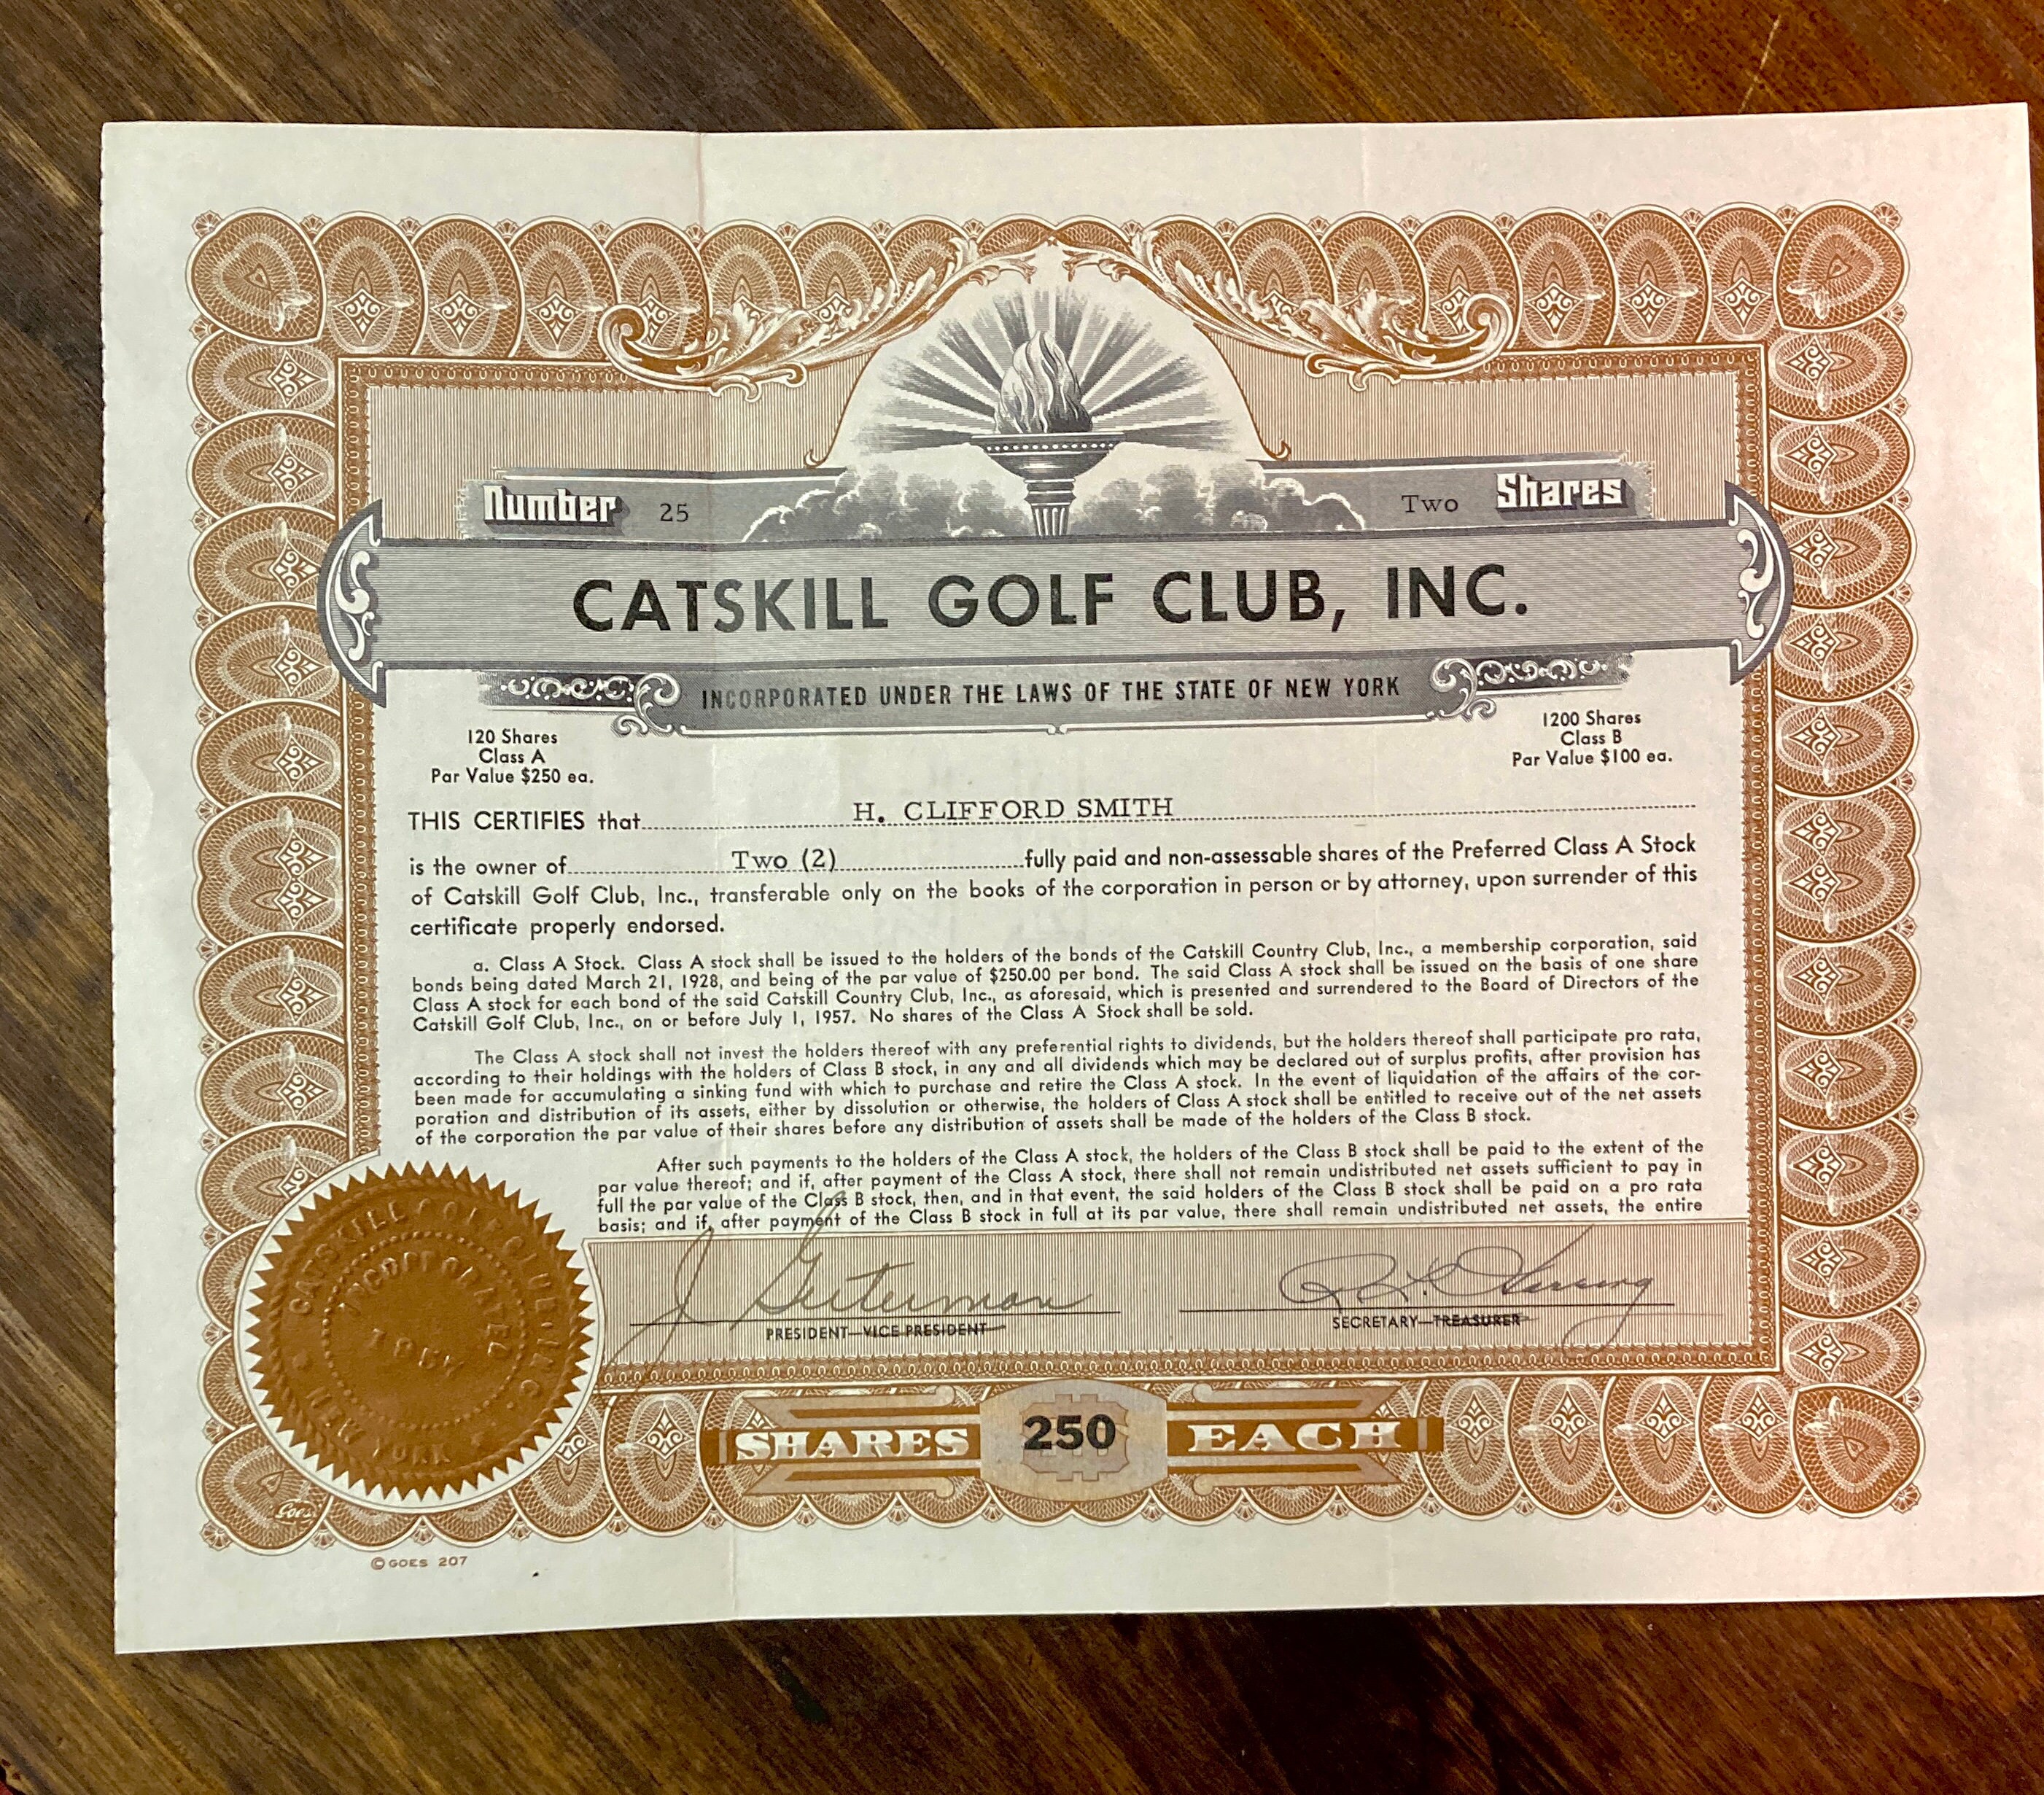 Number 25 Two Shares
CATSKILL GOLF CLUB, INC.
INCORPORATED UNDER THE LAWS OF THE STATE OF NEW YORK
120 Shares
Class A
Par Value $250 ea.
1200 Shares
Class B
Par Value $100 ea.
THIS CERTIFIES that H. CLIFFORD SMITH
is the owner of Two (2) fully paid and non-assessable shares of the Preferred Class A Stock
of Catskill Golf Club, Inc., transferable only on the books of the corporation in person or by attorney, upon surrender of this
certificate properly endorsed.
a. Class A Stock. Class A stock shall be issued to the holders of the bonds of the Catskill Country Club, Inc., a membership corporation, said
bonds being dated March 21, 1928, and being of the par value of $250.00 per bond. The said Class A stock shall be issued on the basis of one share
Class A stock for each bond of the said Catskill Country Club, Inc., as aforesaid, which is presented and surrendered to the Board of Directors of the
Catskill Golf Club, Inc., on or before July 1, 1957. No shares of the Class A Stock shall be sold.
The Class A stock shall not invest the holders thereof with any preferential rights to dividends, but the holders thereof shall participate pro rata,
according to their holdings with the holders of Class B stock, in any and all dividends which may be declared out of surplus profits, after provision has
been made for accumulating a sinking fund with which to purchase and retire the Class A stock. In the event of liquidation of the affairs of the cor-
poration and distribution of its assets, either by dissolution or otherwise, the holders of Class A stock shall be entitled to receive out of the net assets
of the corporation the par value of their shares before any distribution of assets shall be made of the holders of the Class B stock.
After such payments to the holders of the Class A stock, the holders of the Class B stock shall be paid to the extent of the
par value thereof; and if, after payment of the Class A stock, there shall not remain undistributed net assets sufficient to pay in
full the par value of the Class B stock, then, and in that event, the said holders of the Class B stock shall be paid on a pro rata
basis; and if, after payment of the Class B stock in full at its par value, there shall remain undistributed net assets, the entire
CATSKILL GOLF CLUB, INC.
INCORPORATED
1957
NEW YORK
J Geiterman
R. L.
PRESIDENT—VICE PRESIDENT
SECRETARY—TREASURER
SHARES 250 EACH
Goes
© GOES 207